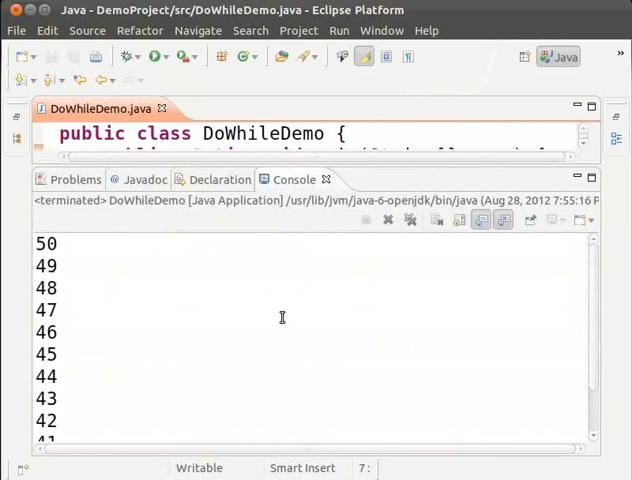 Java - DemoProject/src/DoWhileDemo.java - Eclipse Platform
File Edit Source Refactor Navigate Search Project Run Window Help
Java
DoWhileDemo.java
public class DoWhileDemo {
Problems Javadoc Declaration Console
<terminated> DoWhileDemo [Java Application] /usr/lib/jvm/java-6-openjdk/bin/java (Aug 28, 2012 7:55:16 P
50
49
48
47
46
45
44
43
42
41
Writable Smart Insert 7 :